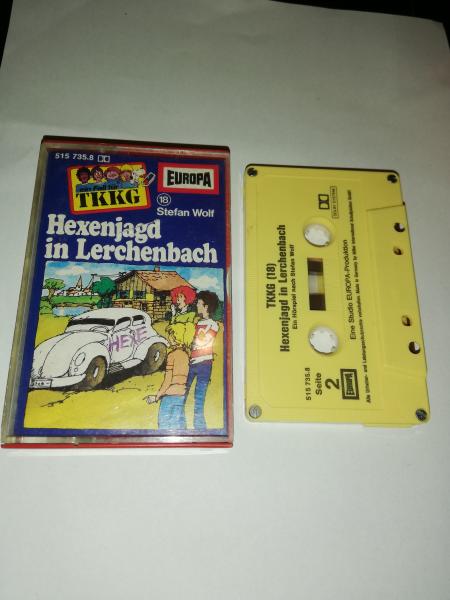 515 735.8
ein Fall für
TKKG
EUROPA
18
Stefan Wolf
Hexenjagd
in Lerchenbach
HEXE
TKKG (18)
Hexenjagd in Lerchenbach
Ein Hörspiel nach Stefan Wolf
515 735.8
Seite
2
EUROPA
Eine Studio EUROPA-Produktion